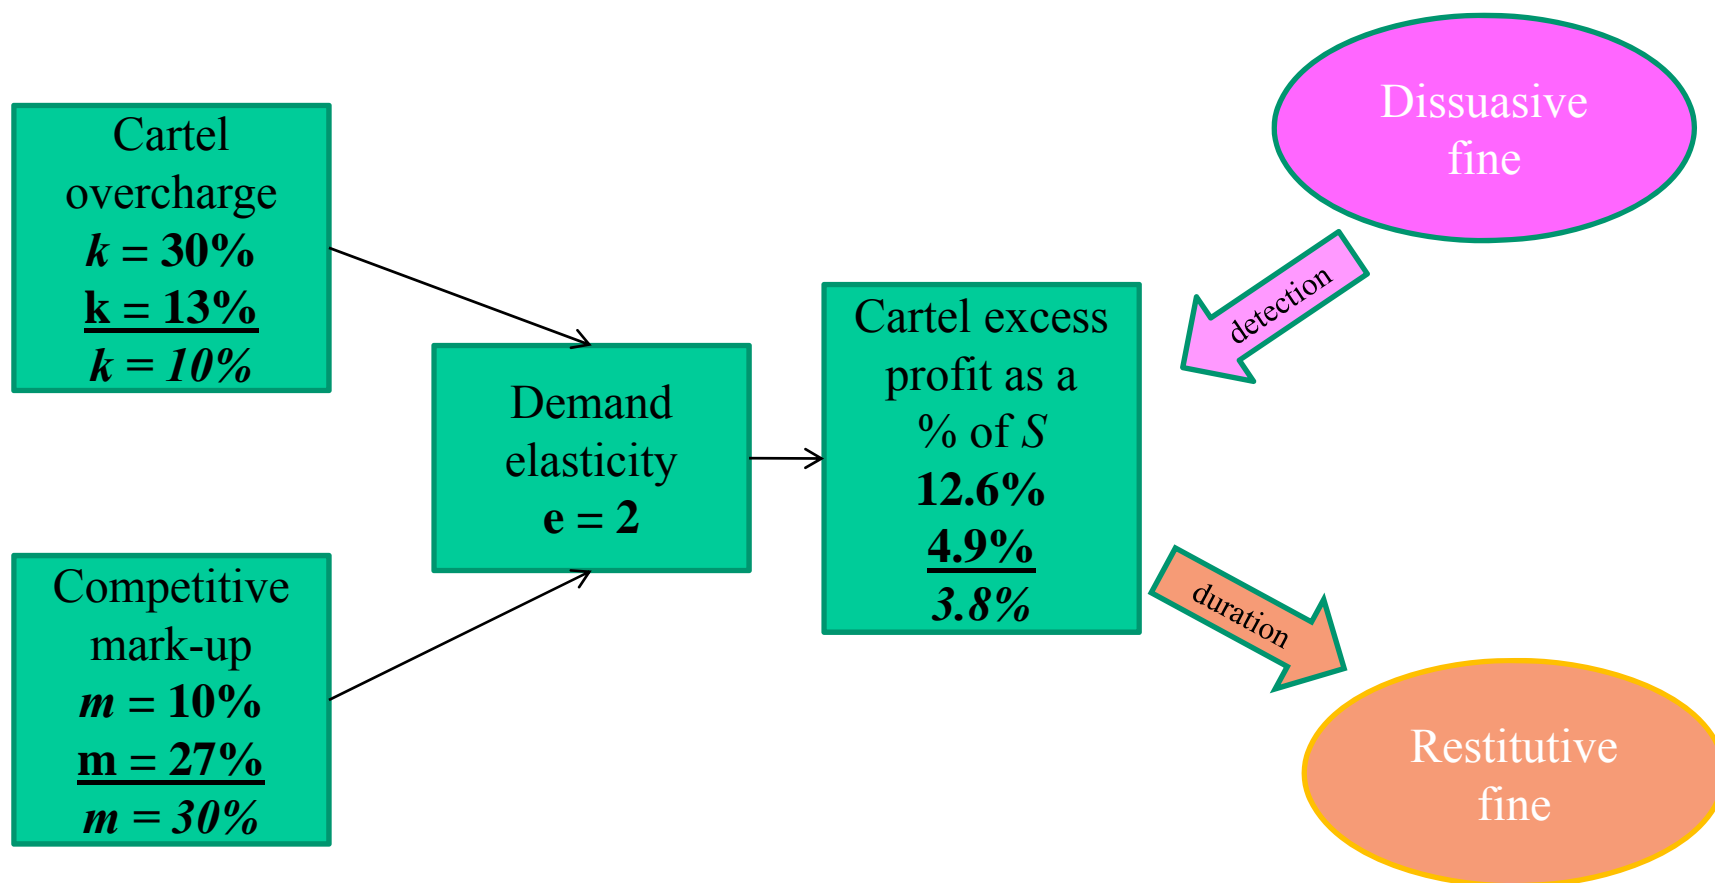 Cartel
overcharge
k = 30%
k = 13%
k = 10%
Competitive
mark-up
m = 10%
m = 27%
m = 30%
Demand
elasticity
e = 2
Cartel excess
profit as a
% of S
12.6%
4.9%
3.8%
Dissuasive
fine
detection
duration
Restitutive
fine